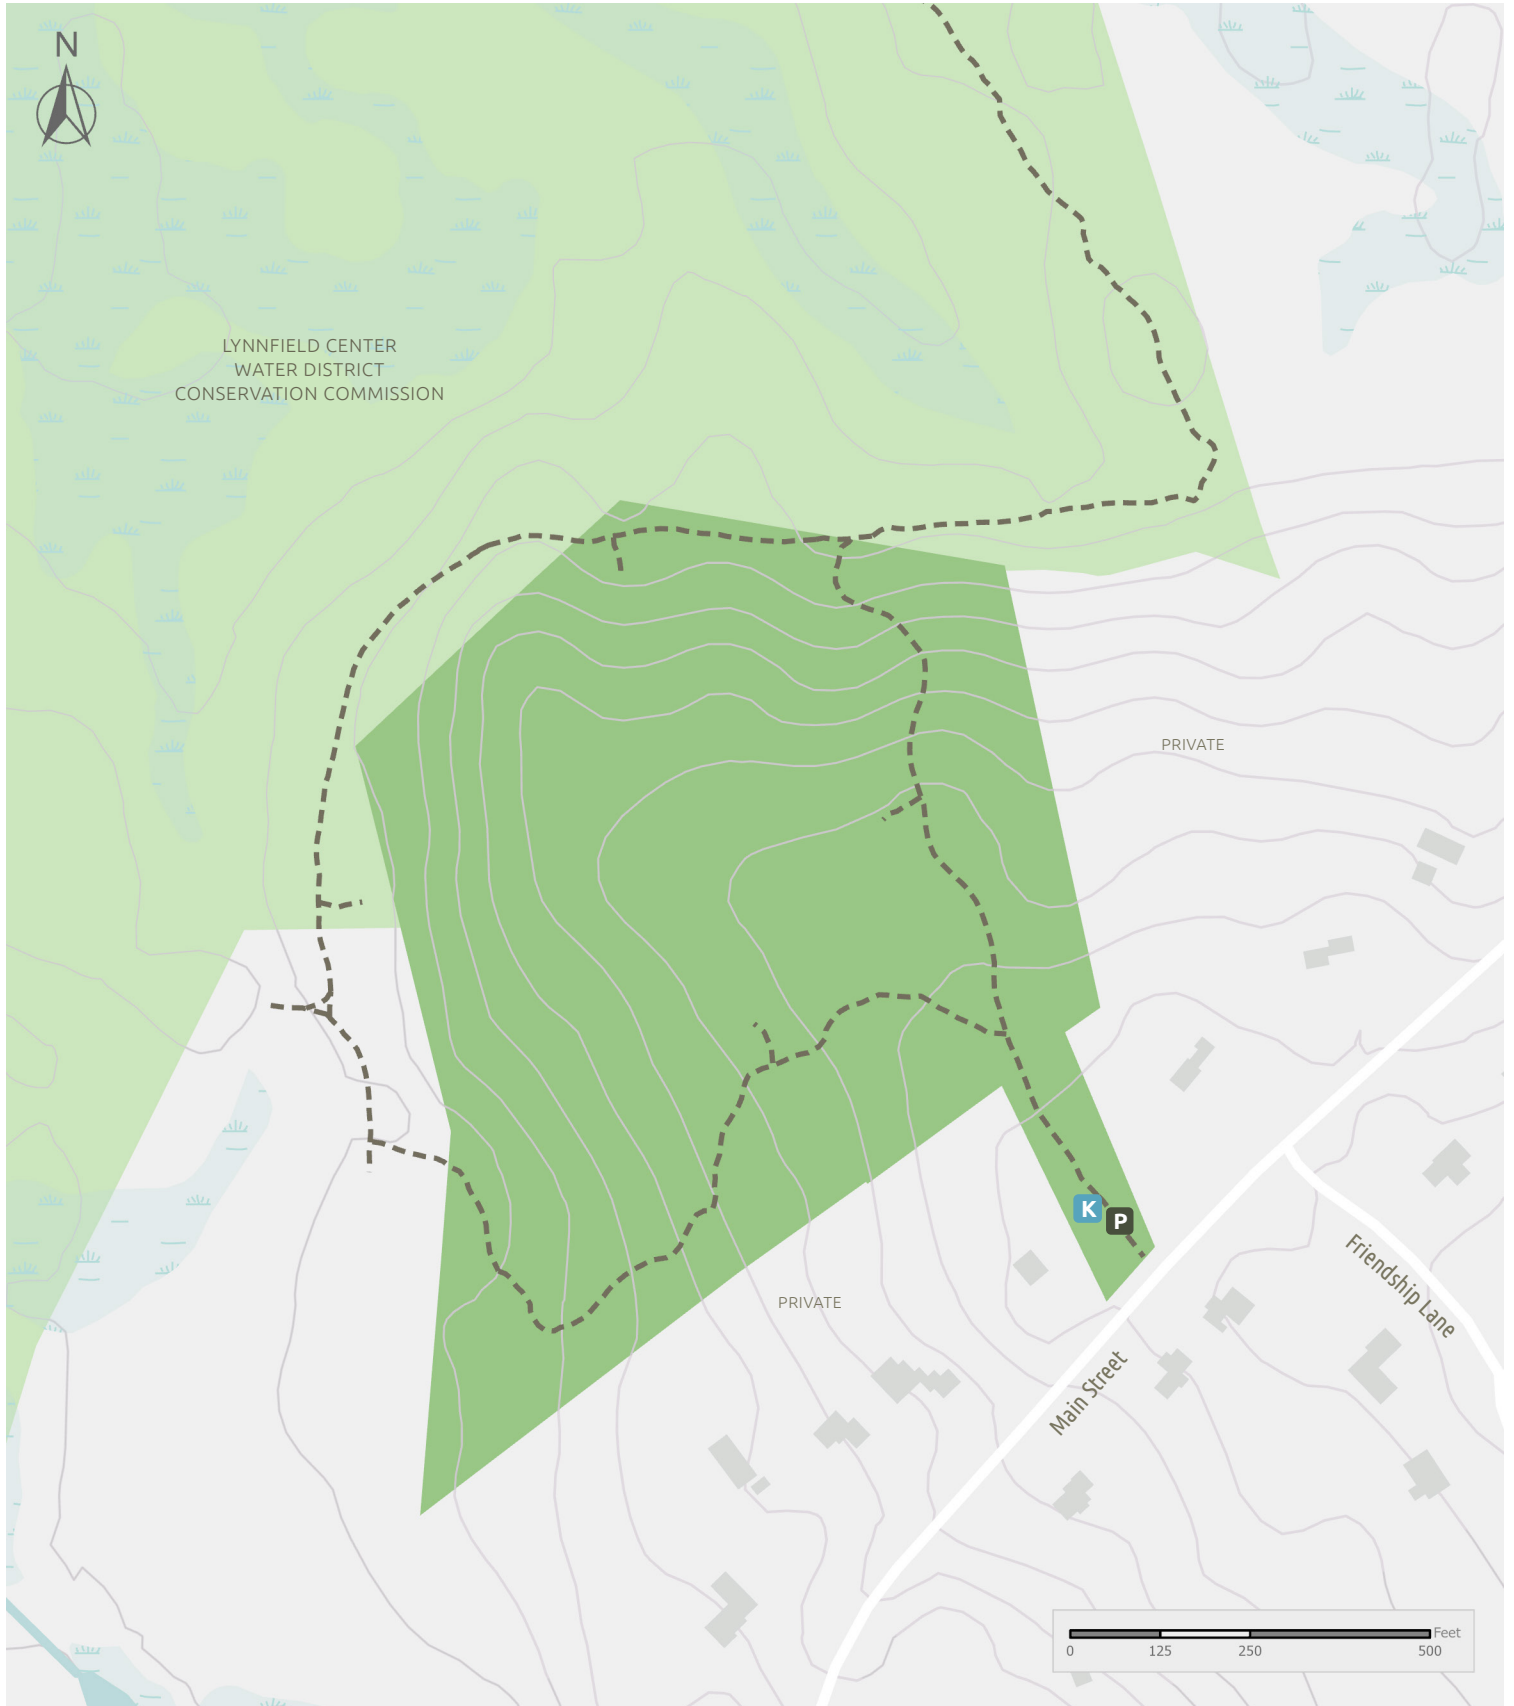 N
LYNNFIELD CENTER
WATER DISTRICT
CONSERVATION COMMISSION
PRIVATE
K
P
PRIVATE
Friendship Lane
Main Street
Feet
0 125 250 500